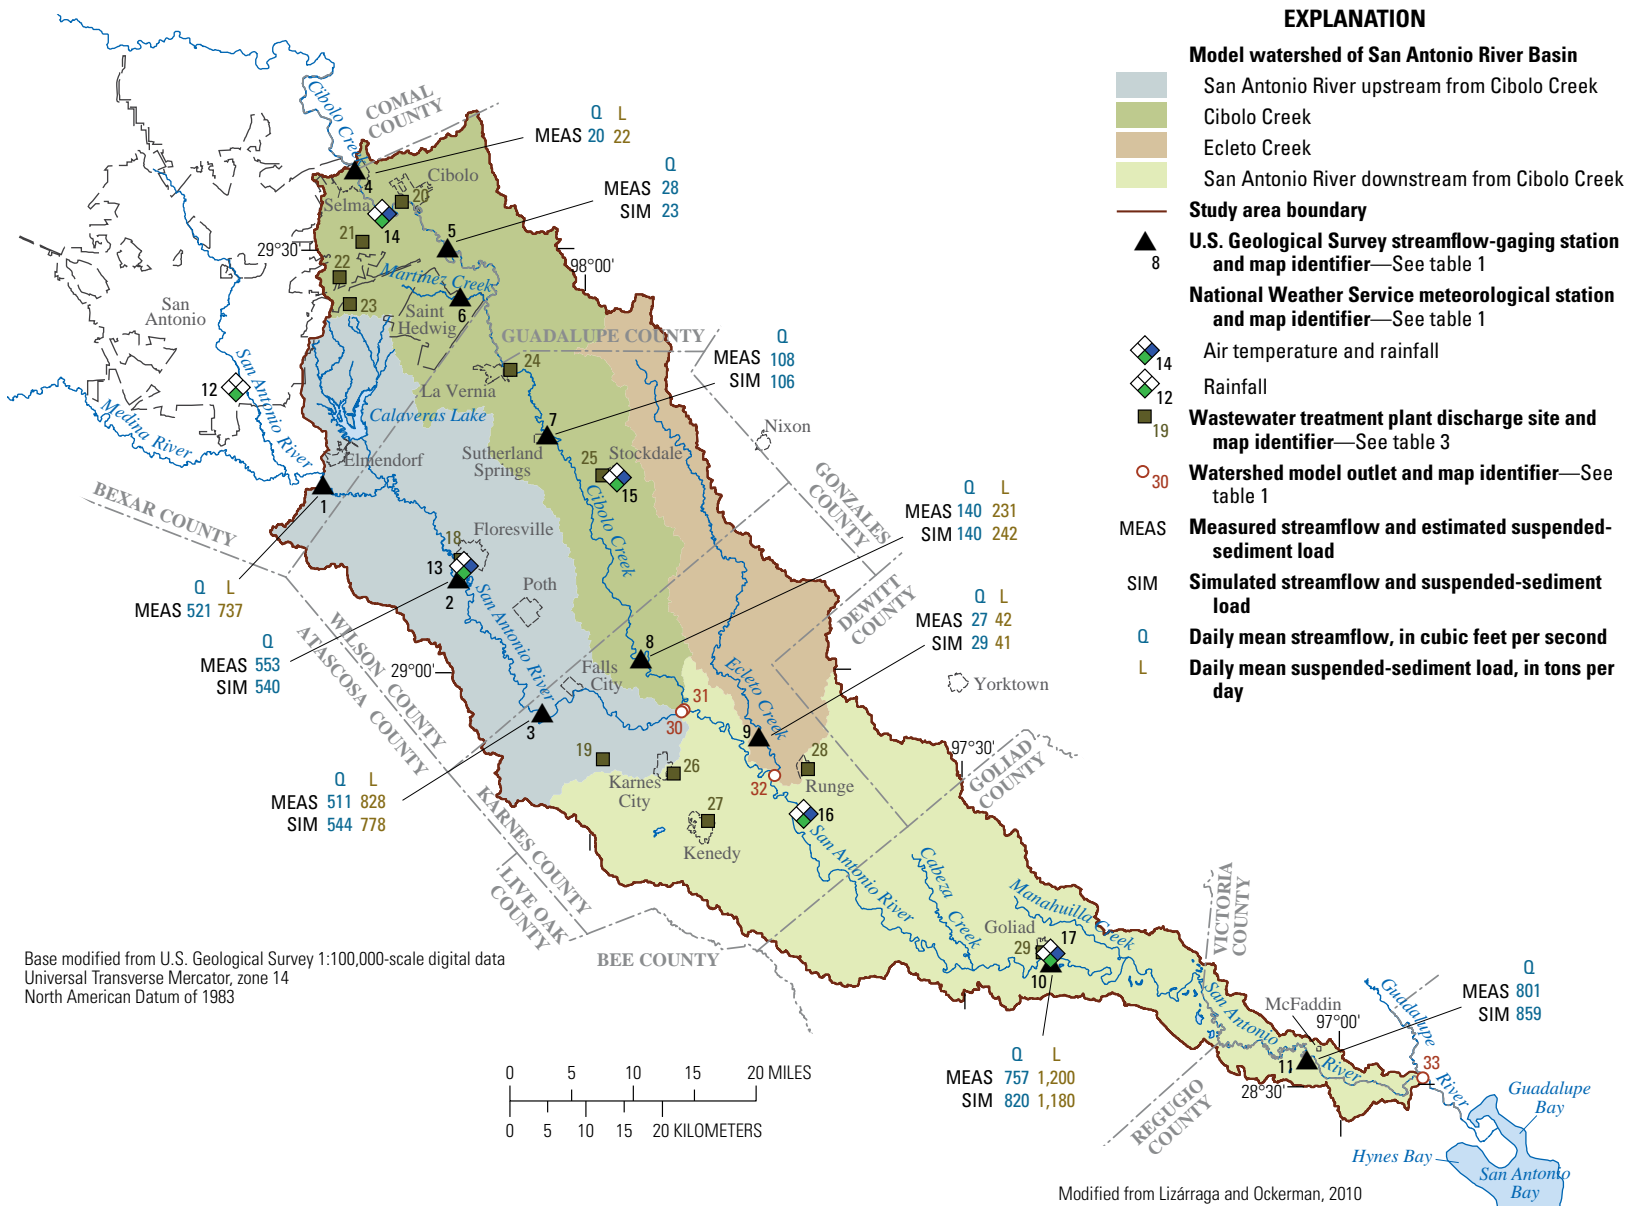 EXPLANATION
Model watershed of San Antonio River Basin
San Antonio River upstream from Cibolo Creek
Cibolo Creek
Ecleto Creek
San Antonio River downstream from Cibolo Creek
Study area boundary
U.S. Geological Survey streamflow-gaging station
8 and map identifier—See table 1
National Weather Service meteorological station
and map identifier—See table 1
14 Air temperature and rainfall
12 Rainfall
Wastewater treatment plant discharge site and
19 map identifier—See table 3
30 Watershed model outlet and map identifier—See
table 1
MEAS Measured streamflow and estimated suspended-
sediment load
SIM Simulated streamflow and suspended-sediment
load
Q Daily mean streamflow, in cubic feet per second
L Daily mean suspended-sediment load, in tons per
day
Cibolo Creek
COMAL
COUNTY
Q L
MEAS 20 22
4
Cibolo
20
Selma
14
21
22
23
5
Q
MEAS 28
SIM 23
29°30'
98°00'
Martinez Creek
6
Saint
Hedwig
San
Antonio
GUADALUPE COUNTY
24
La Vernia
Q
MEAS 108
SIM 106
12
San Antonio River
Medina River
Calaveras Lake
Elmendorf
7
Sutherland
Springs
25
Stockdale
15
Nixon
GONZALES
COUNTY
BEXAR COUNTY
1
Q L
MEAS 521 737
18
Floresville
13
2
Poth
Cibolo Creek
Q L
MEAS 140 231
SIM 140 242
DEWITT
COUNTY
Q L
MEAS 27 42
SIM 29 41
Q
MEAS 553
SIM 540
WILSON COUNTY
ATASCOSA COUNTY
San Antonio River
29°00'
8
Falls
City
Ecleto Creek
Yorktown
31
30
3
9
19
Karnes
City
26
28
Runge
32
27
Kenedy
16
97°30'
GOLIAD
COUNTY
Q L
MEAS 511 828
SIM 544 778
KARNES COUNTY
LIVE OAK
COUNTY
BEE COUNTY
San Antonio River
Cabeza Creek
Manahuilla Creek
Goliad
29
17
10
VICTORIA
COUNTY
San Antonio River
McFaddin
97°00'
Guadalupe River
Q
MEAS 801
SIM 859
11
28°30'
33
Q L
MEAS 757 1,200
SIM 820 1,180
REGUGIO
COUNTY
Guadalupe
Bay
Hynes Bay
San Antonio
Bay
Base modified from U.S. Geological Survey 1:100,000-scale digital data
Universal Transverse Mercator, zone 14
North American Datum of 1983
0 5 10 15 20 MILES
0 5 10 15 20 KILOMETERS
Modified from Lizárraga and Ockerman, 2010